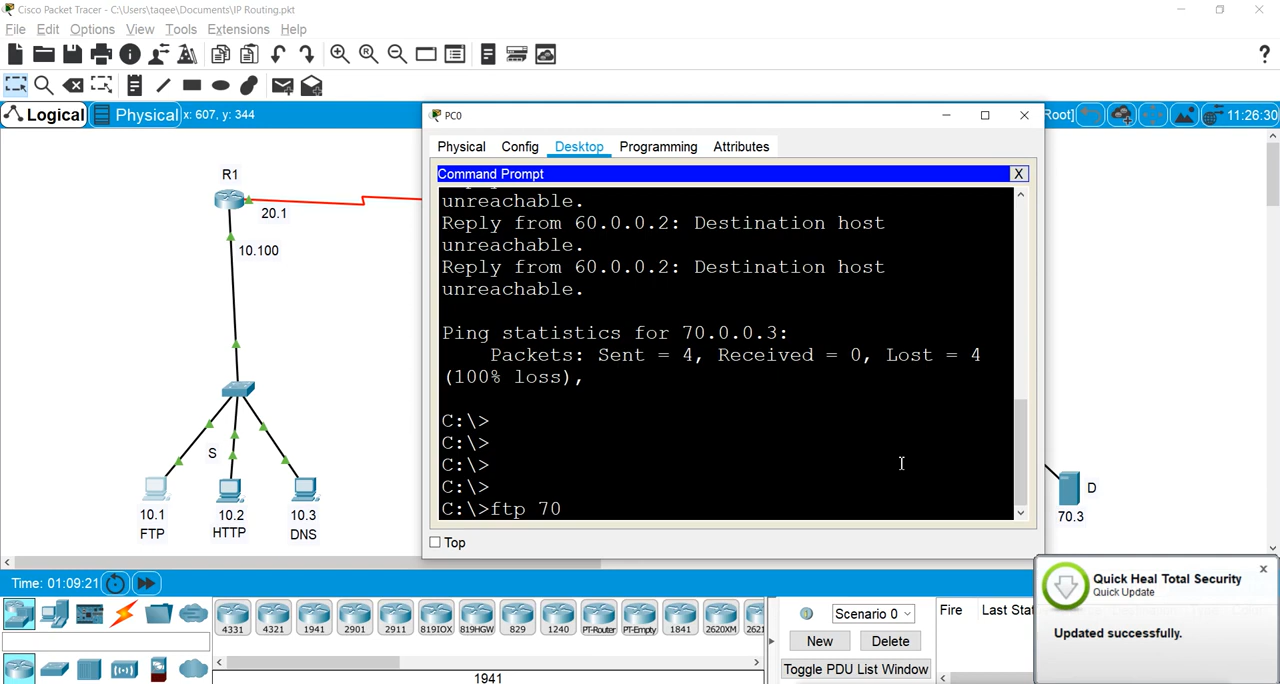 Cisco Packet Tracer - C:\Users\taqee\Documents\IP Routing.pkt
File Edit Options View Tools Extensions Help
?
Logical Physical x: 607, y: 344
Root] 11:26:30
PC0
Physical Config Desktop Programming Attributes
Command Prompt X
unreachable.
Reply from 60.0.0.2: Destination host
unreachable.
Reply from 60.0.0.2: Destination host
unreachable.
Ping statistics for 70.0.0.3:
Packets: Sent = 4, Received = 0, Lost = 4
(100% loss),
C:\>
C:\>
C:\>
C:\>
C:\>ftp 70
Top
R1
20.1
10.100
S
10.1
FTP
10.2
HTTP
10.3
DNS
D
70.3
Time: 01:09:21
4331 4321 1941 2901 2911 819IOX 819HGW 829 1240 PT-Router PT-Empty 1841 2620XM 2621
1941
Scenario 0
New Delete
Toggle PDU List Window
Fire Last Stat
Quick Heal Total Security
Quick Update
Updated successfully.